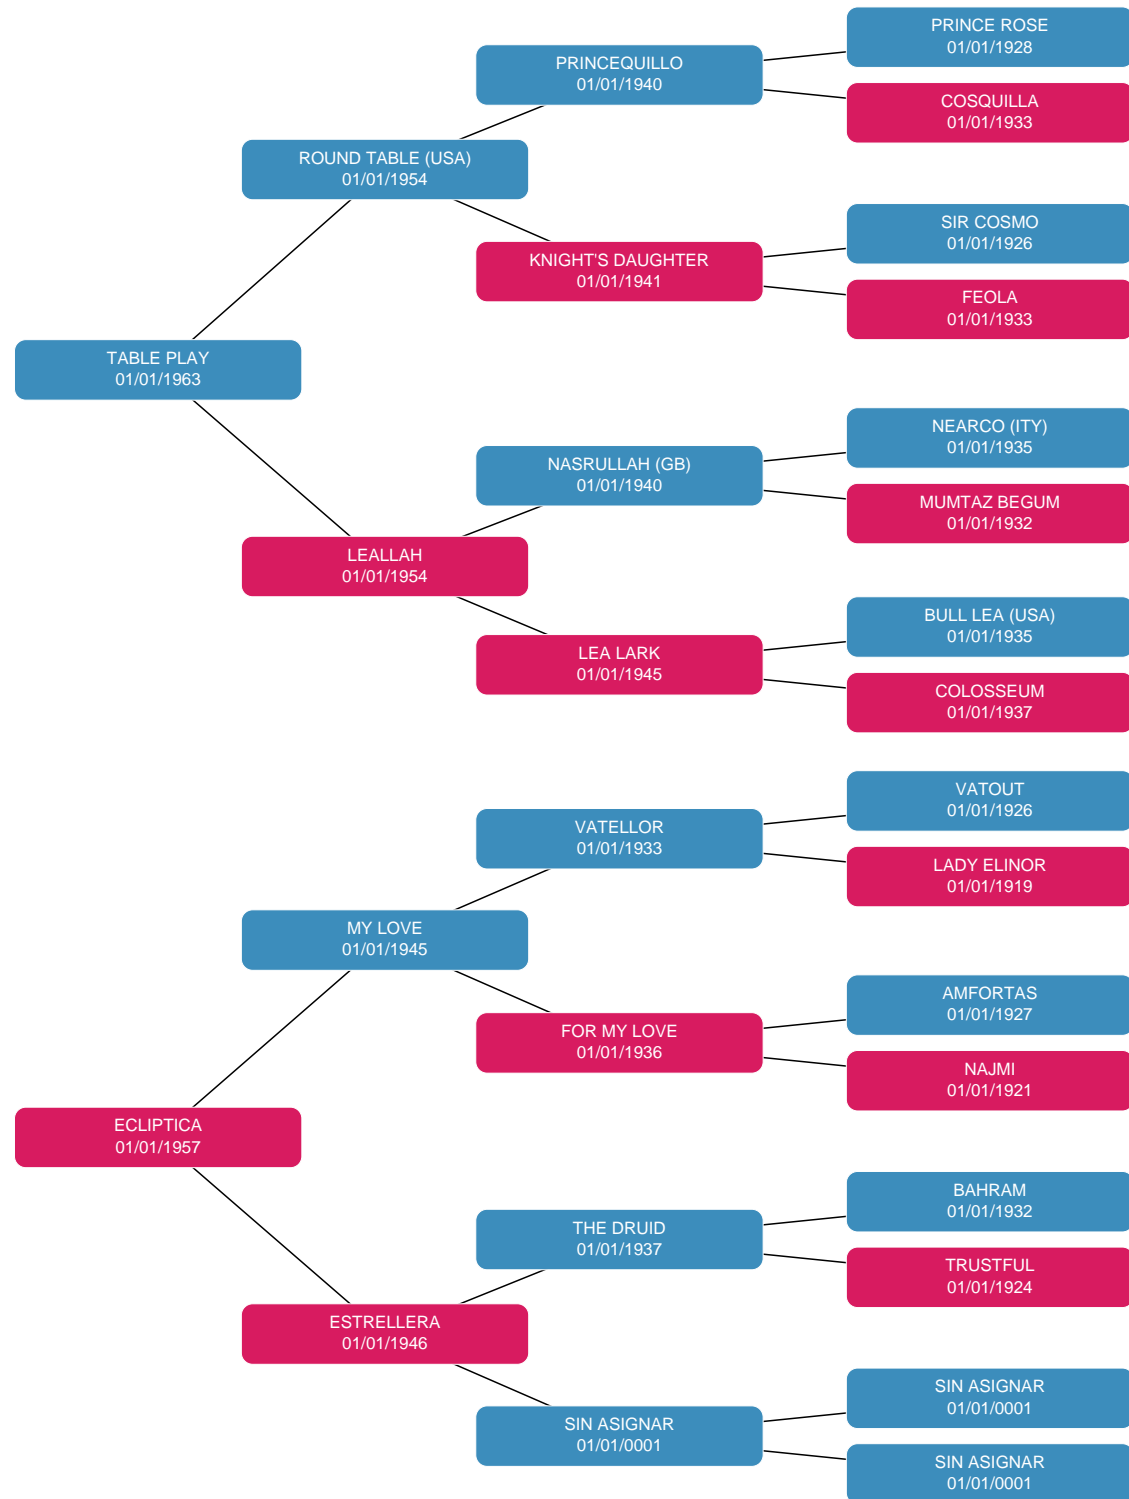 PRINCE ROSE
01/01/1928
PRINCEQUILLO
01/01/1940
COSQUILLA
01/01/1933
ROUND TABLE (USA)
01/01/1954
SIR COSMO
01/01/1926
KNIGHT'S DAUGHTER
01/01/1941
FEOLA
01/01/1933
TABLE PLAY
01/01/1963
NEARCO (ITY)
01/01/1935
NASRULLAH (GB)
01/01/1940
MUMTAZ BEGUM
01/01/1932
LEALLAH
01/01/1954
BULL LEA (USA)
01/01/1935
LEA LARK
01/01/1945
COLOSSEUM
01/01/1937
VATOUT
01/01/1926
VATELLOR
01/01/1933
LADY ELINOR
01/01/1919
MY LOVE
01/01/1945
AMFORTAS
01/01/1927
FOR MY LOVE
01/01/1936
NAJMI
01/01/1921
ECLIPTICA
01/01/1957
BAHRAM
01/01/1932
THE DRUID
01/01/1937
TRUSTFUL
01/01/1924
ESTRELLERA
01/01/1946
SIN ASIGNAR
01/01/0001
SIN ASIGNAR
01/01/0001
SIN ASIGNAR
01/01/0001